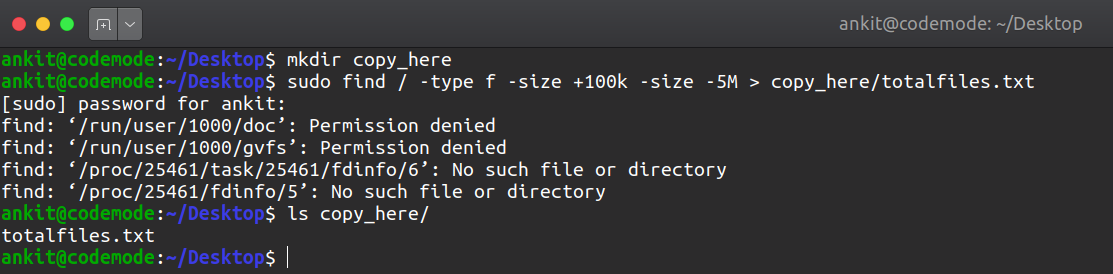 ankit@codemode: ~/Desktop
ankit@codemode:~/Desktop$ mkdir copy_here
ankit@codemode:~/Desktop$ sudo find / -type f -size +100k -size -5M > copy_here/totalfiles.txt
[sudo] password for ankit:
find: ‘/run/user/1000/doc’: Permission denied
find: ‘/run/user/1000/gvfs’: Permission denied
find: ‘/proc/25461/task/25461/fdinfo/6’: No such file or directory
find: ‘/proc/25461/fdinfo/5’: No such file or directory
ankit@codemode:~/Desktop$ ls copy_here/
totalfiles.txt
ankit@codemode:~/Desktop$